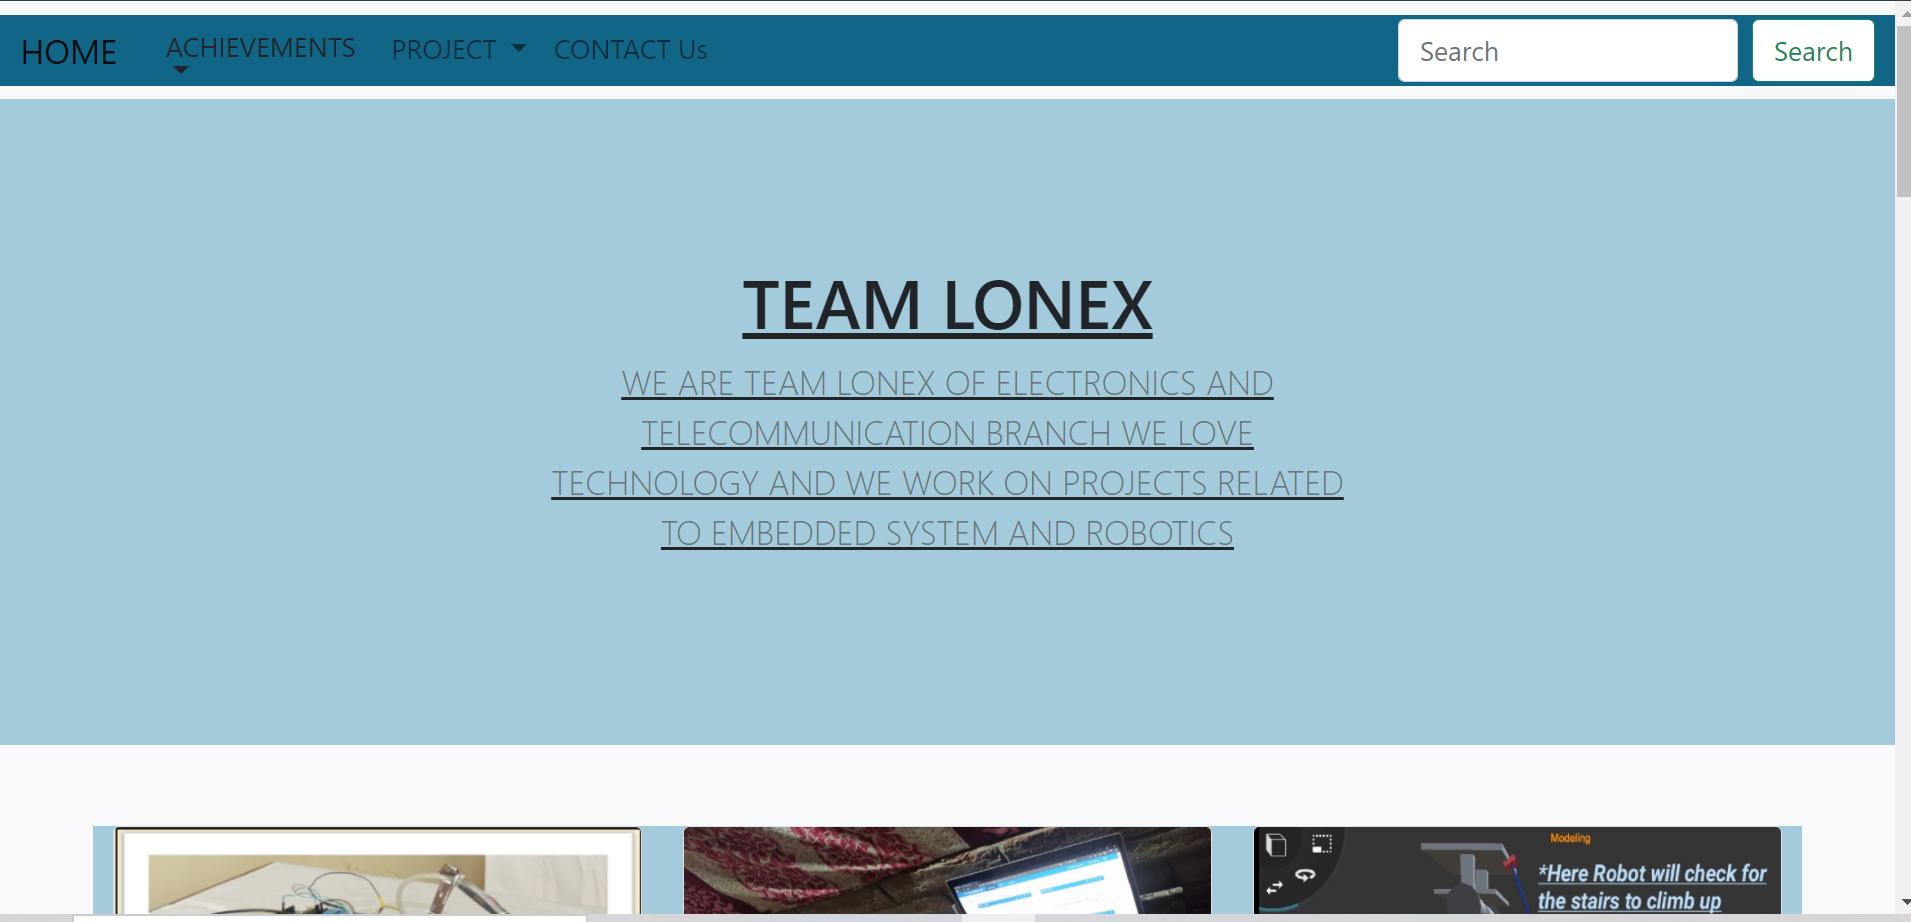 HOME ACHIEVEMENTS PROJECT CONTACT Us Search Search
TEAM LONEX
WE ARE TEAM LONEX OF ELECTRONICS AND
TELECOMMUNICATION BRANCH WE LOVE
TECHNOLOGY AND WE WORK ON PROJECTS RELATED
TO EMBEDDED SYSTEM AND ROBOTICS
Modeling
*Here Robot will check for
the stairs to climb up